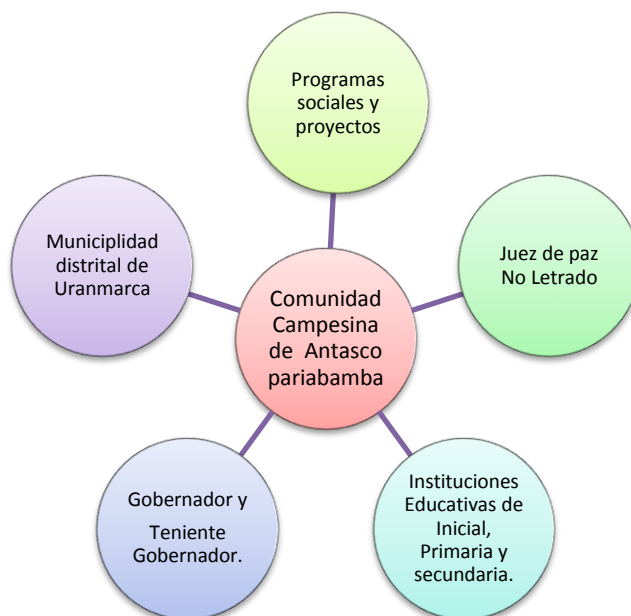 Programas
sociales y
proyectos
Municiplidad
distrital de
Uranmarca
Juez de paz
No Letrado
Comunidad
Campesina
de Antasco
pariabamba
Gobernador y
Teniente
Gobernador.
Instituciones
Educativas de
Inicial,
Primaria y
secundaria.